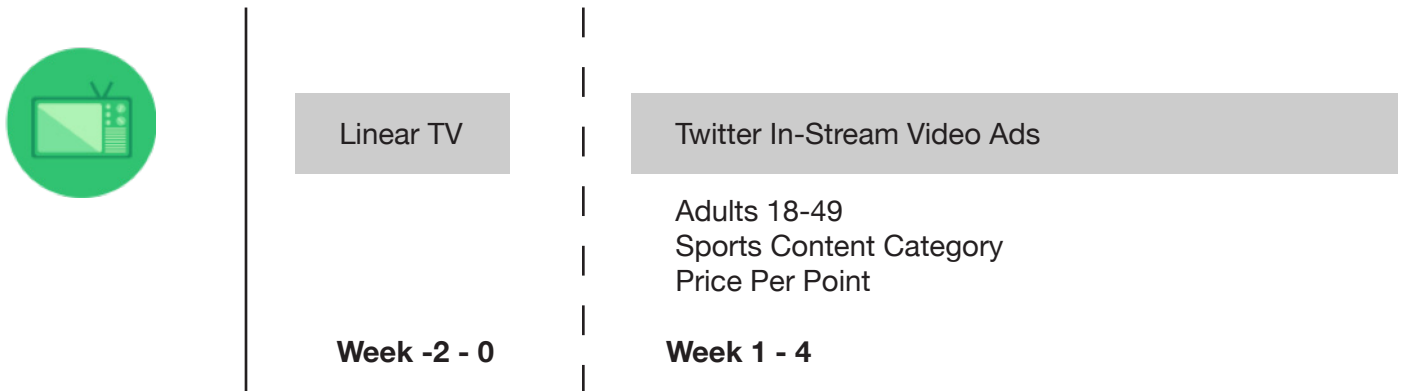 Linear TV
Twitter In-Stream Video Ads
Adults 18-49
Sports Content Category
Price Per Point
Week -2 - 0
Week 1 - 4